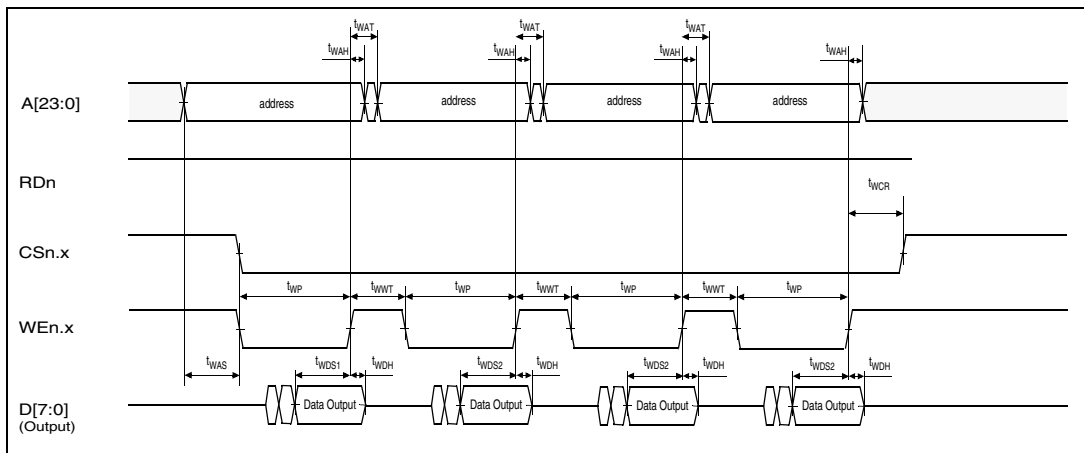 tWAT tWAT tWAT
tWAH tWAH tWAH tWAH
A[23:0] address address address address
RDn
tWCR
CSn.x
tWP tWWT tWP tWWT tWP tWWT tWP
WEn.x
tWAS tWDS1 tWDH tWDS2 tWDH tWDS2 tWDH tWDS2 tWDH
D[7:0] Data Output Data Output Data Output Data Output
(Output)